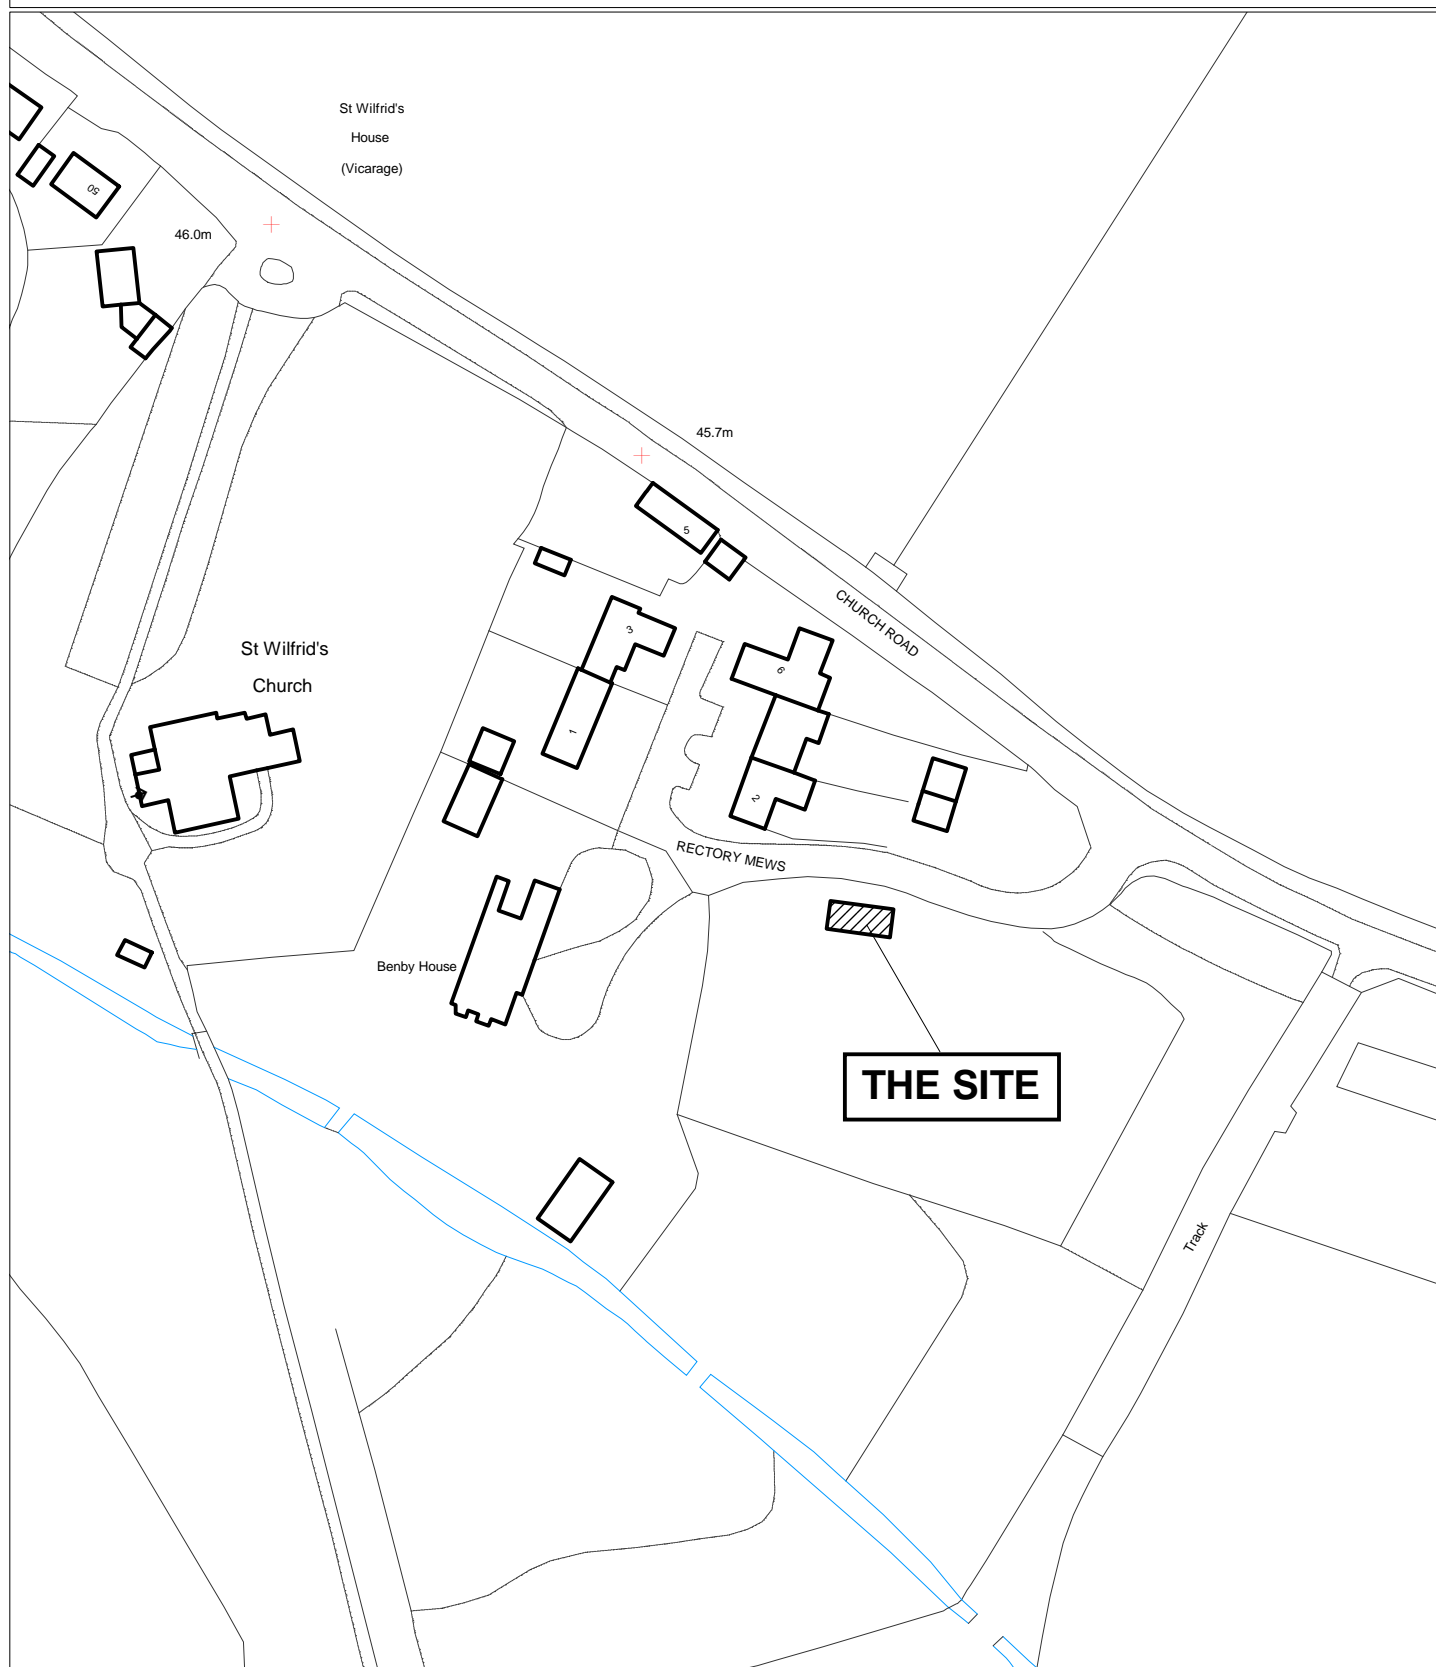 St Wilfrid's
House
(Vicarage)
50
46.0m
45.7m
5
CHURCH ROAD
3
6
St Wilfrid's
Church
1
2
RECTORY MEWS
Benby House
THE SITE
Track